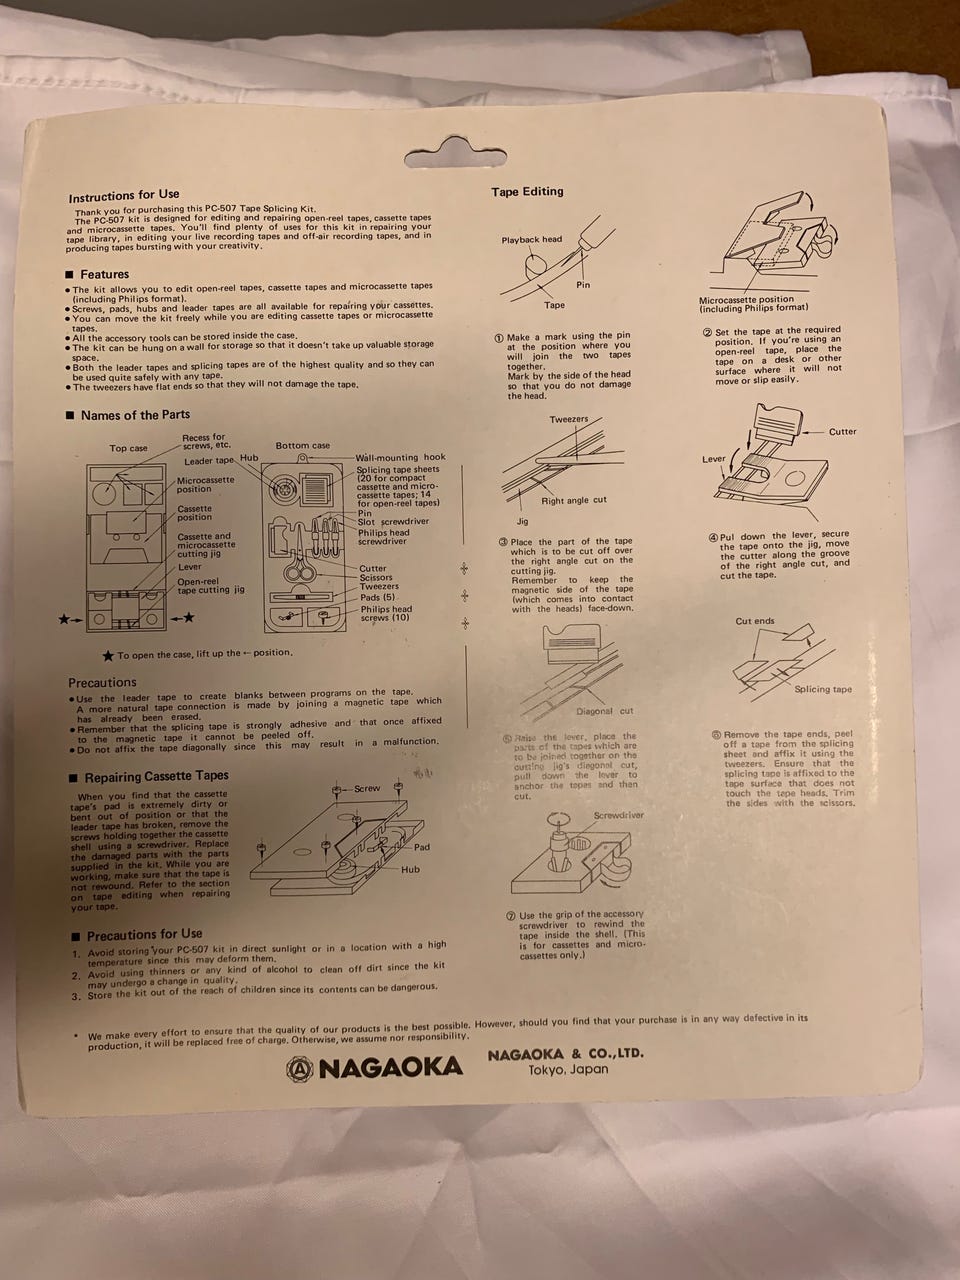 Instructions for Use
Thank you for purchasing this PC-507 Tape Splicing Kit.
The PC-507 kit is designed for editing and repairing open-reel tapes, cassette tapes
and microcassette tapes. You'll find plenty of uses for this kit in repairing your
tape library, in editing your live recording tapes and off-air recording tapes, and in
producing tapes bursting with your creativity.
■ Features
● The kit allows you to edit open-reel tapes, cassette tapes and microcassette tapes
(including Philips format).
● Screws, pads, hubs and leader tapes are all available for repairing your cassettes.
● You can move the kit freely while you are editing cassette tapes or microcassette
tapes.
● All the accessory tools can be stored inside the case.
● The kit can be hung on a wall for storage so that it doesn't take up valuable storage
space.
● Both the leader tapes and splicing tapes are of the highest quality and so they can
be used quite safely with any tape.
● The tweezers have flat ends so that they will not damage the tape.
■ Names of the Parts
Top case
Recess for
screws, etc.
Leader tape
Microcassette
position
Cassette
position
Cassette and
microcassette
cutting jig
Lever
Open-reel
tape cutting jig
Hub
Bottom case
Wall-mounting hook
Splicing tape sheets
(20 for compact
cassette and micro-
cassette tapes; 14
for open-reel tapes)
Pin
Slot screwdriver
Philips head
screwdriver
Cutter
Scissors
Tweezers
Pads (5)
Philips head
screws (10)
★→ ←★
★ To open the case, lift up the ← position.
Precautions
● Use the leader tape to create blanks between programs on the tape.
A more natural tape connection is made by joining a magnetic tape which
has already been erased.
● Remember that the splicing tape is strongly adhesive and that once affixed
to the magnetic tape it cannot be peeled off.
● Do not affix the tape diagonally since this may result in a malfunction.
■ Repairing Cassette Tapes
When you find that the cassette
tape's pad is extremely dirty or
bent out of position or that the
leader tape has broken, remove the
screws holding together the cassette
shell using a screwdriver. Replace
the damaged parts with the parts
supplied in the kit. While you are
working, make sure that the tape is
not rewound. Refer to the section
on tape editing when repairing
your tape.
Screw
Pad
Hub
■ Precautions for Use
1. Avoid storing your PC-507 kit in direct sunlight or in a location with a high
temperature since this may deform them.
2. Avoid using thinners or any kind of alcohol to clean off dirt since the kit
may undergo a change in quality.
3. Store the kit out of the reach of children since its contents can be dangerous.
Tape Editing
Playback head
Pin
Tape
① Make a mark using the pin
at the position where you
will join the two tapes
together.
Mark by the side of the head
so that you do not damage
the head.
Microcassette position
(including Philips format)
② Set the tape at the required
position. If you're using an
open-reel tape, place the
tape on a desk or other
surface where it will not
move or slip easily.
Tweezers
Right angle cut
Jig
③ Place the part of the tape
which is to be cut off over
the right angle cut on the
cutting jig.
Remember to keep the
magnetic side of the tape
(which comes into contact
with the heads) face-down.
Cutter
Lever
④ Pul down the lever, secure
the tape onto the jig, move
the cutter along the groove
of the right angle cut, and
cut the tape.
Diagonal cut
⑤ Raise the lever, place the
parts of the tapes which are
to be joined together on the
cutting jig's diagonal cut,
pull down the lever to
anchor the tapes and then
cut.
Cut ends
Splicing tape
⑥ Remove the tape ends, peel
off a tape from the splicing
sheet and affix it using the
tweezers. Ensure that the
splicing tape is affixed to the
tape surface that does not
touch the tape heads. Trim
the sides with the scissors.
Screwdriver
⑦ Use the grip of the accessory
screwdriver to rewind the
tape inside the shell. (This
is for cassettes and micro-
cassettes only.)
* We make every effort to ensure that the quality of our products is the best possible. However, should you find that your purchase is in any way defective in its
production, it will be replaced free of charge. Otherwise, we assume nor responsibility.
NAGAOKA
NAGAOKA & CO.,LTD.
Tokyo, Japan